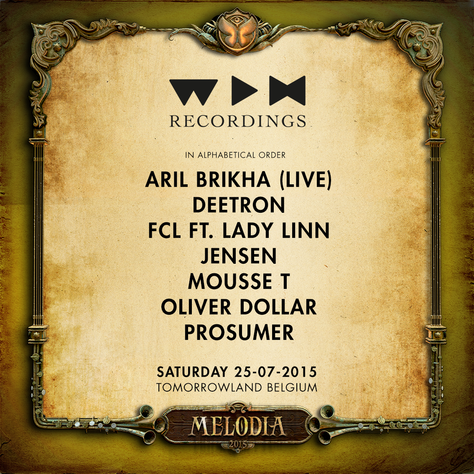 RECORDINGS
IN ALPHABETICAL ORDER
ARIL BRIKHA (LIVE)
DEETRON
FCL FT. LADY LINN
JENSEN
MOUSSE T
OLIVER DOLLAR
PROSUMER
SATURDAY 25-07-2015
TOMORROWLAND BELGIUM
MELODIA
2015